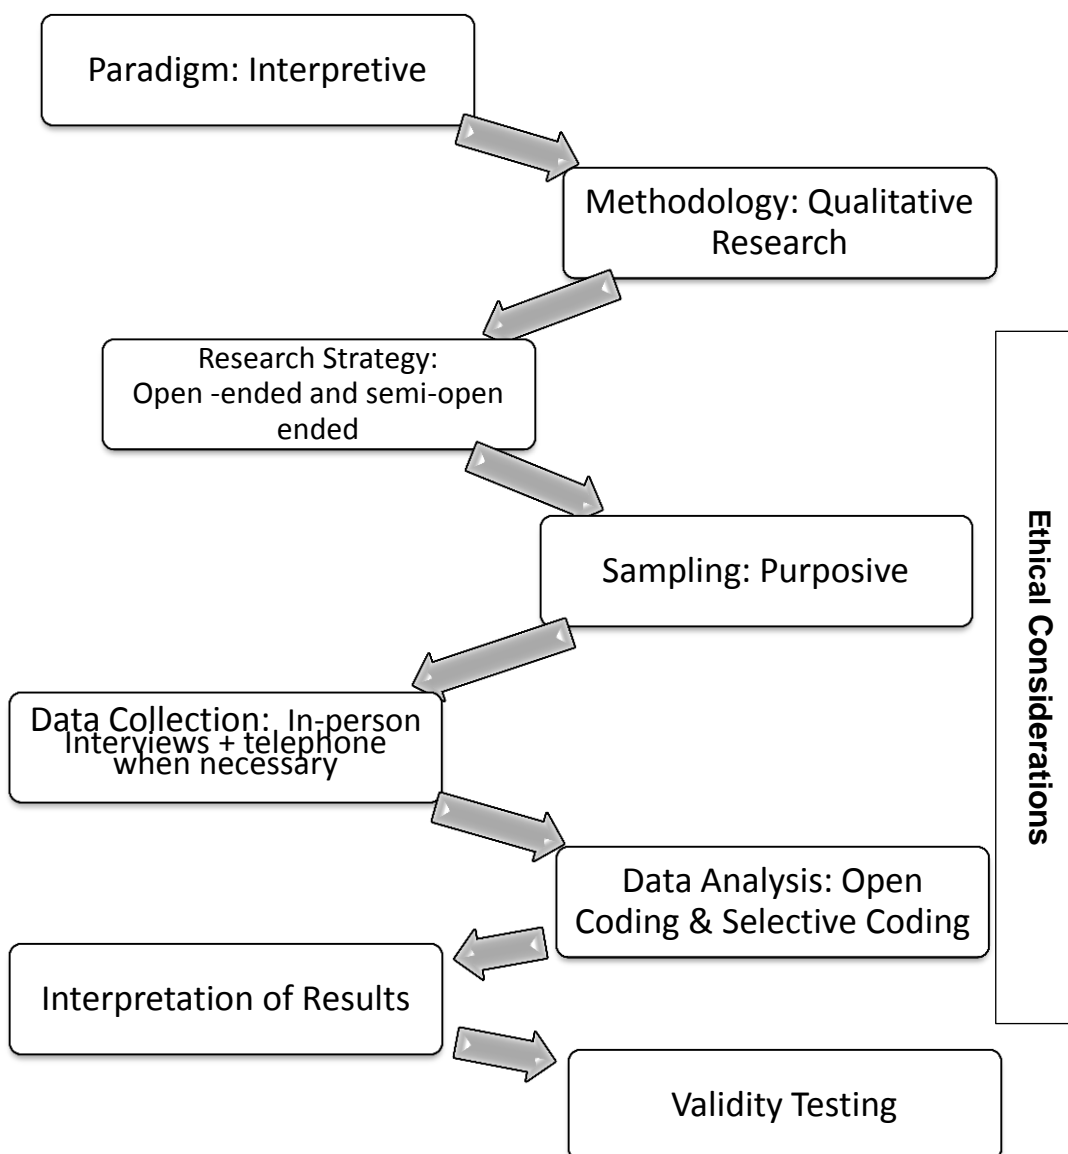 Paradigm: Interpretive
Methodology: Qualitative
Research
Research Strategy:
Open -ended and semi-open
ended
Sampling: Purposive
Data Collection:  In-person
Interviews + telephone
when necessary
Data Analysis: Open
Coding & Selective Coding
Interpretation of Results
Validity Testing
Ethical Considerations